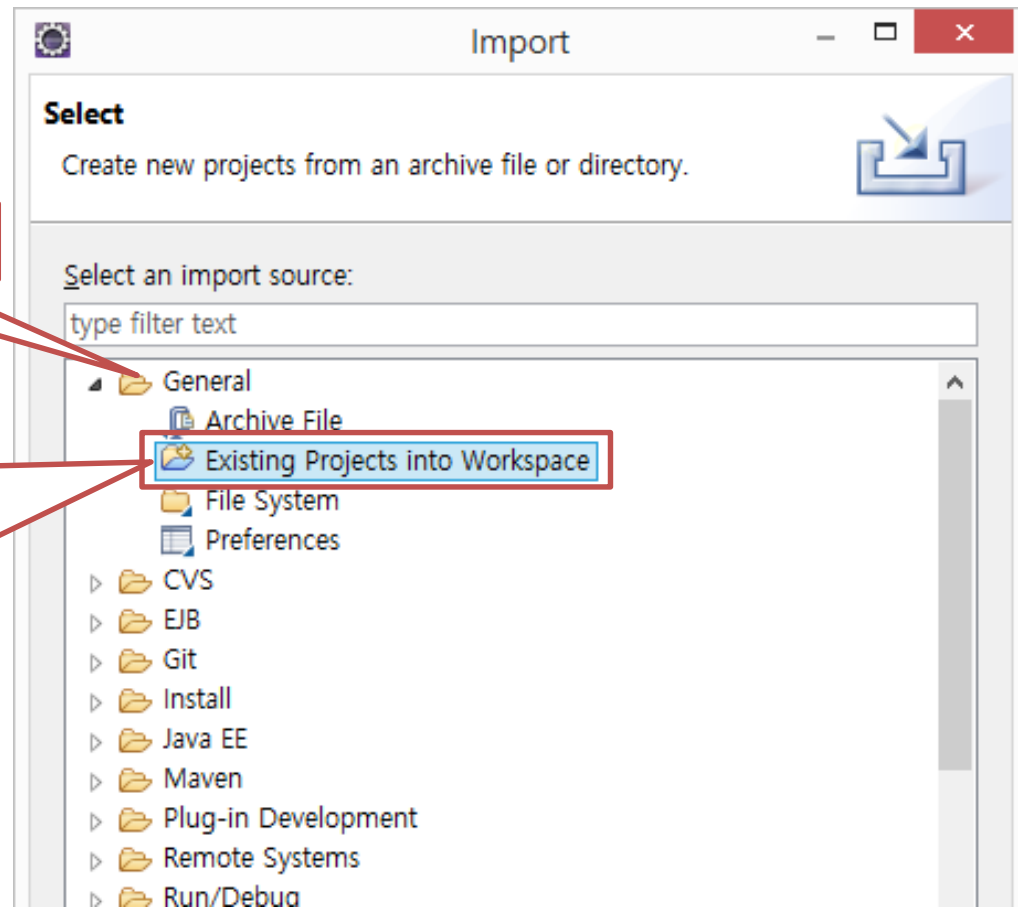 Import
Select
Create new projects from an archive file or directory.
Select an import source:
type filter text
General
Archive File
Existing Projects into Workspace
File System
Preferences
CVS
EJB
Git
Install
Java EE
Maven
Plug-in Development
Remote Systems
Run/Debug